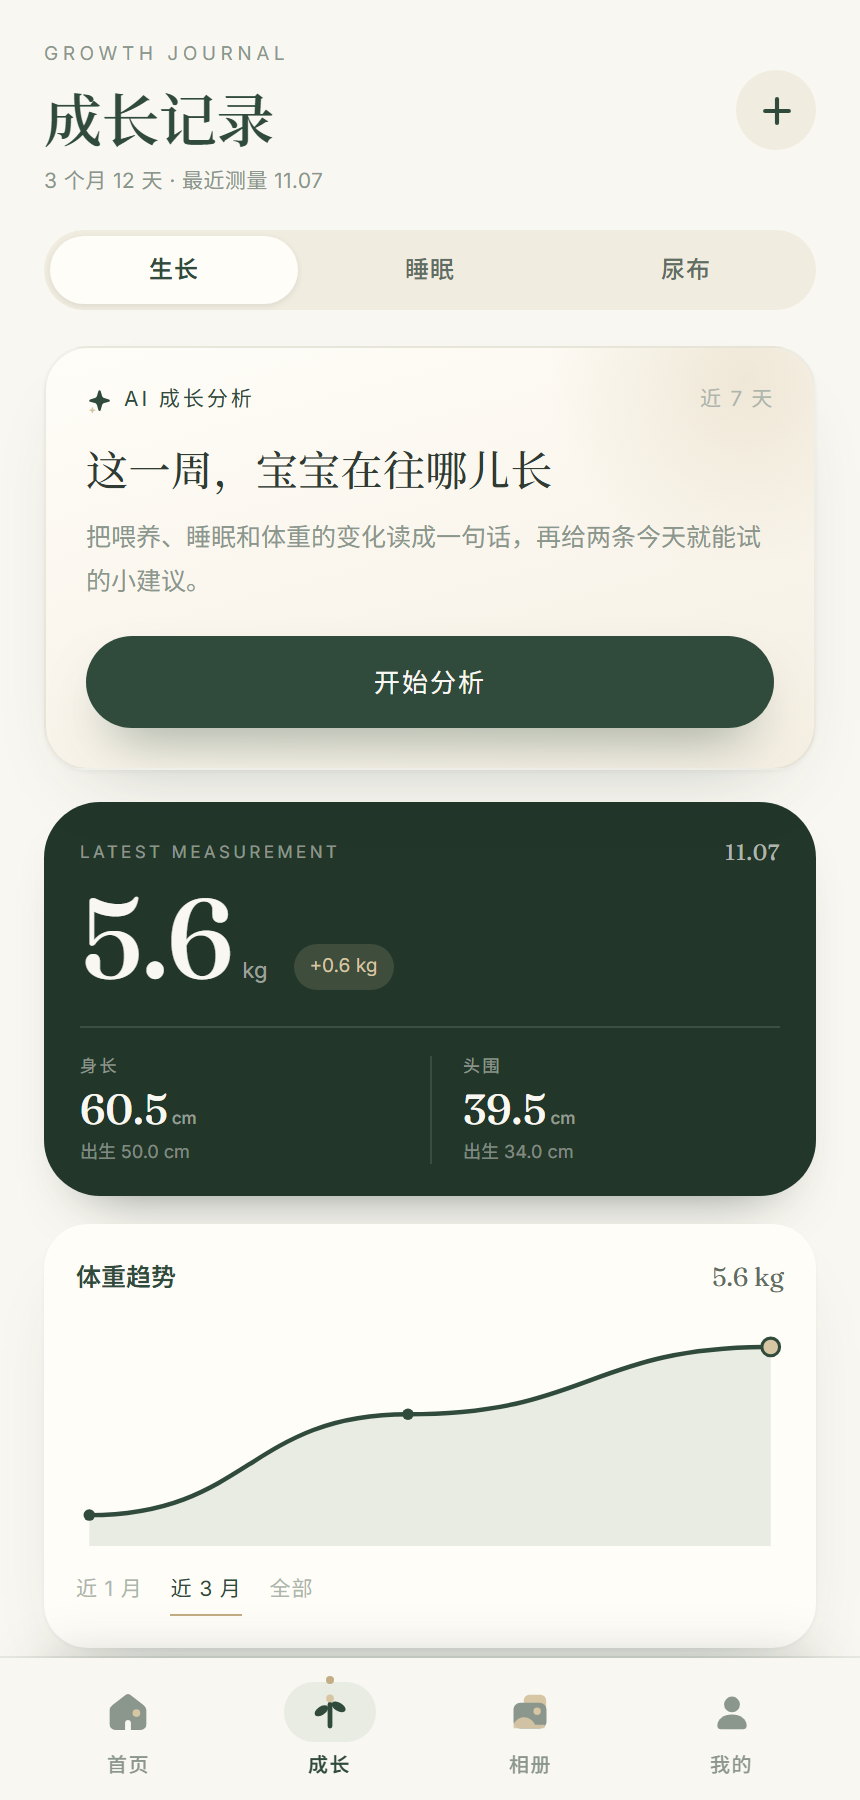 GROWTH JOURNAL
成长记录
3 个月 12 天 · 最近测量 11.07
生长
睡眠
尿布
AI 成长分析
近 7 天
这一周，宝宝在往哪儿长
把喂养、睡眠和体重的变化读成一句话，再给两条今天就能试
的小建议。
开始分析
LATEST MEASUREMENT
11.07
5.6 kg
+0.6 kg
身长
60.5 cm
出生 50.0 cm
头围
39.5 cm
出生 34.0 cm
体重趋势
5.6 kg
近 1 月
近 3 月
全部
首页
成长
相册
我的